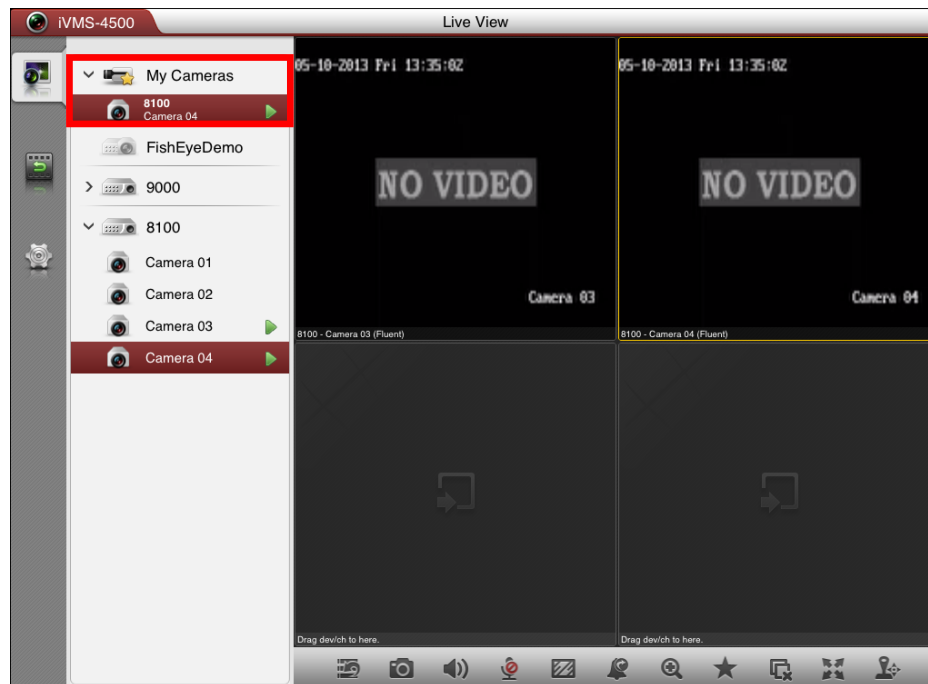 iVMS-4500
Live View
My Cameras
8100
Camera 04
FishEyeDemo
9000
8100
Camera 01
Camera 02
Camera 03
Camera 04
05-10-2013 Fri 13:35:02
NO VIDEO
Camera 03
8100 - Camera 03 (Fluent)
05-10-2013 Fri 13:35:02
NO VIDEO
Camera 04
8100 - Camera 04 (Fluent)
Drag dev/ch to here.
Drag dev/ch to here.